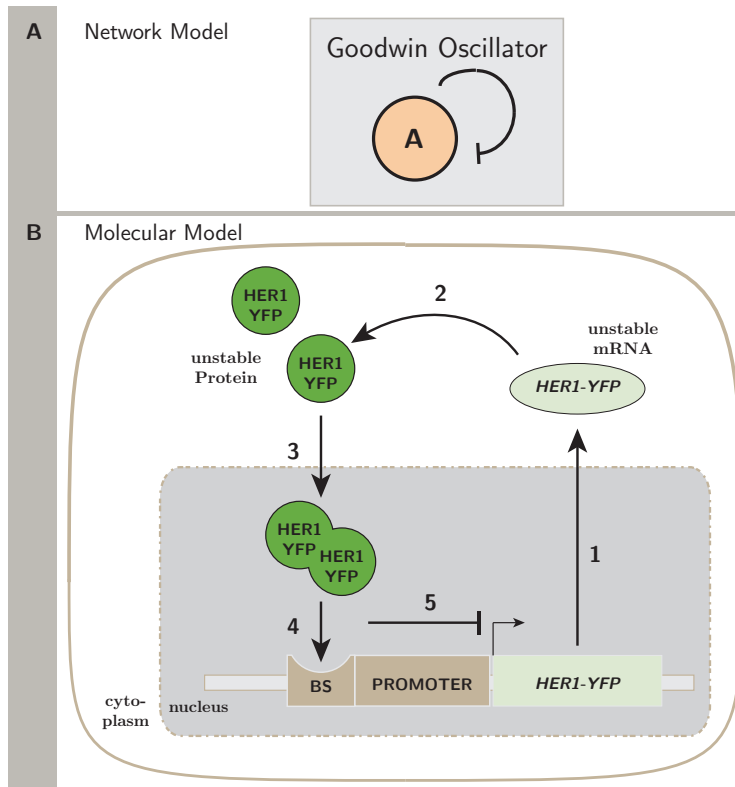 A
Network Model
Goodwin Oscillator
A
B
Molecular Model
HER1
YFP
2
unstable
mRNA
unstable
Protein
HER1
YFP
HER1-YFP
3
HER1
YFP
HER1
YFP
1
4
5
BS
PROMOTER
HER1-YFP
cyto-
plasm
nucleus